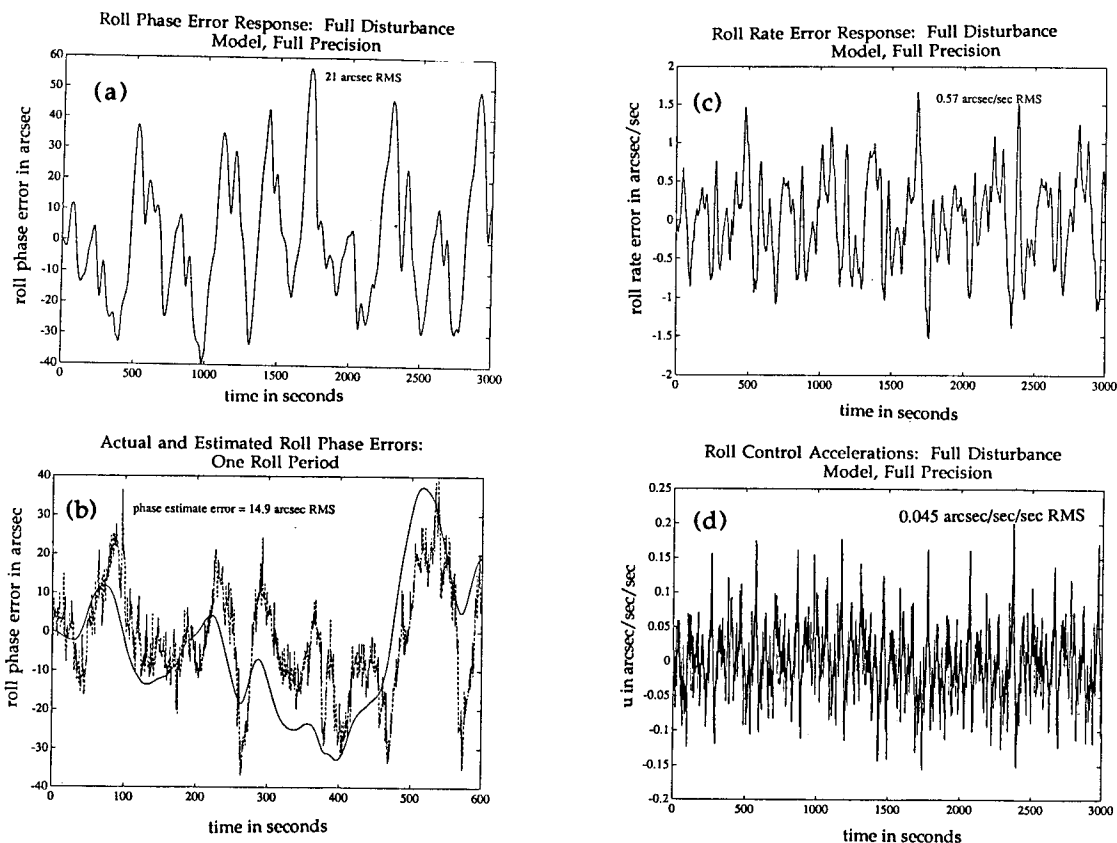 Roll Phase Error Response: Full Disturbance
Model, Full Precision
60
50
40
30
20
10
0
-10
-20
-30
-40
(a)
21 arcsec RMS
roll phase error in arcsec
0 500 1000 1500 2000 2500 3000
time in seconds
Roll Rate Error Response: Full Disturbance
Model, Full Precision
2
1.5
1
0.5
0
-0.5
-1
-1.5
-2
(c)
0.57 arcsec/sec RMS
roll rate error in arcsec/sec
0 500 1000 1500 2000 2500 3000
time in seconds
Actual and Estimated Roll Phase Errors:
One Roll Period
40
30
20
10
0
-10
-20
-30
-40
(b)
phase estimate error = 14.9 arcsec RMS
roll phase error in arcsec
0 100 200 300 400 500 600
time in seconds
Roll Control Accelerations: Full Disturbance
Model, Full Precision
0.25
0.2
0.15
0.1
0.05
0
-0.05
-0.1
-0.15
-0.2
(d)
0.045 arcsec/sec/sec RMS
u in arcsec/sec/sec
0 500 1000 1500 2000 2500 3000
time in seconds